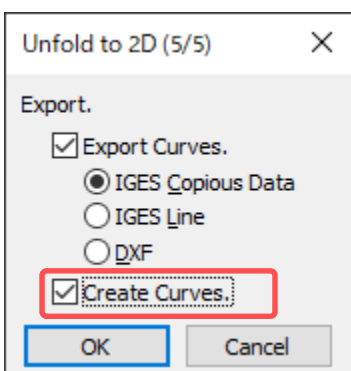 Unfold to 2D (5/5)
Export.
Export Curves.
IGES Copious Data
IGES Line
DXF
Create Curves.
OK Cancel